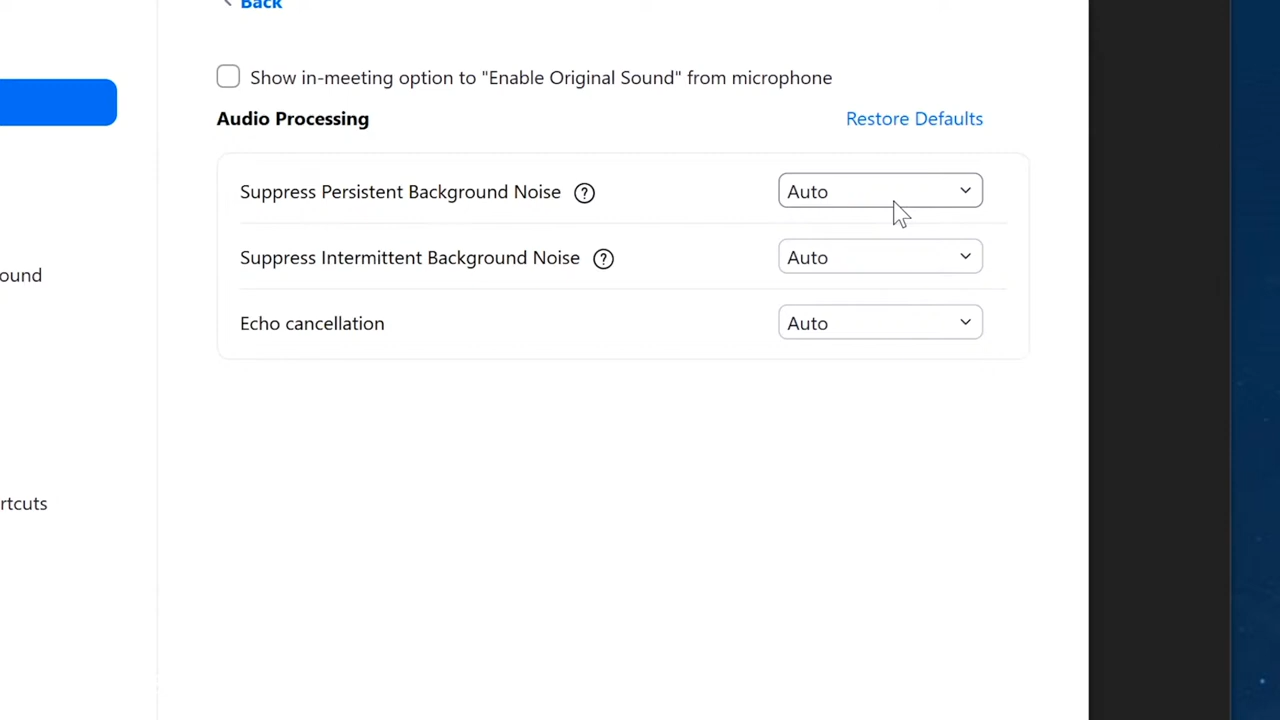 Back
Show in-meeting option to "Enable Original Sound" from microphone
Audio Processing
Restore Defaults
Suppress Persistent Background Noise ?
Auto
Suppress Intermittent Background Noise ?
Auto
Echo cancellation
Auto
ound
rtcuts